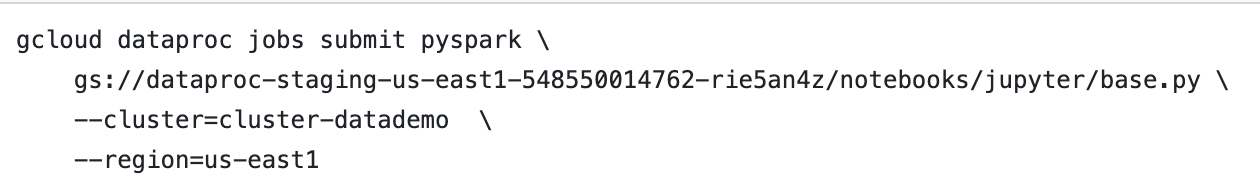 gcloud dataproc jobs submit pyspark \
    gs://dataproc-staging-us-east1-548550014762-rie5an4z/notebooks/jupyter/base.py \
    --cluster=cluster-datademo  \
    --region=us-east1